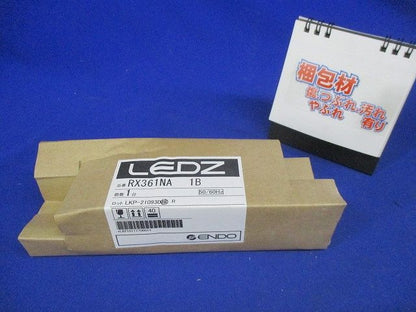 梱包材
傷つぶれ,汚れ
やぶれ 有り
LEDZ
品番 RX361NA 1B
数量 1台
50/60Hz
ロット LKP-210930 R
40
ENDO